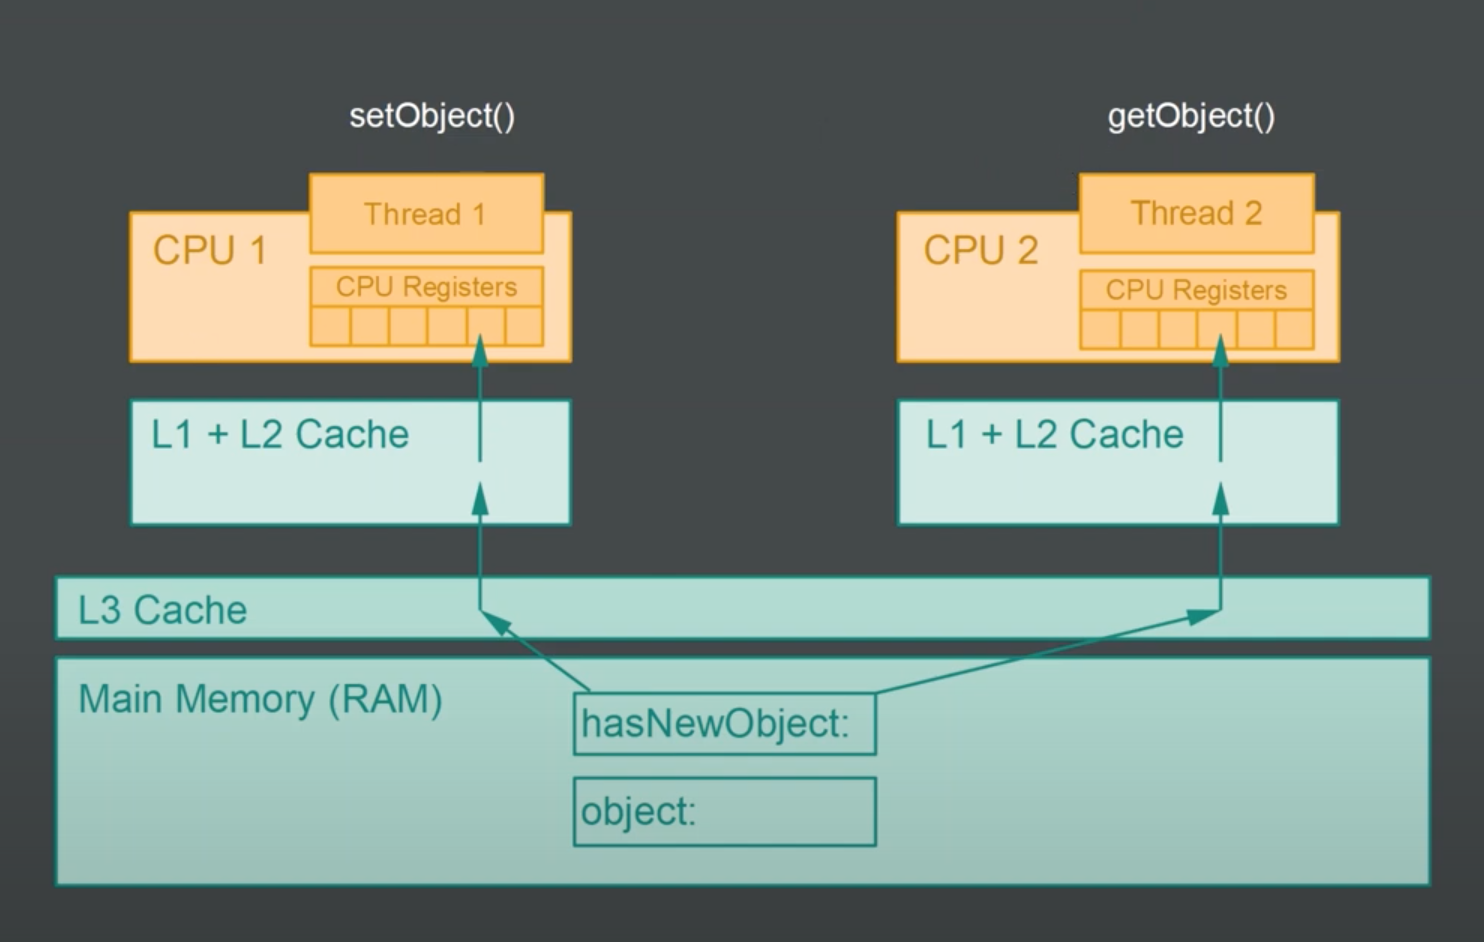 setObject()
getObject()
Thread 1
CPU 1
CPU Registers
Thread 2
CPU 2
CPU Registers
L1 + L2 Cache
L1 + L2 Cache
L3 Cache
Main Memory (RAM)
hasNewObject:
object: